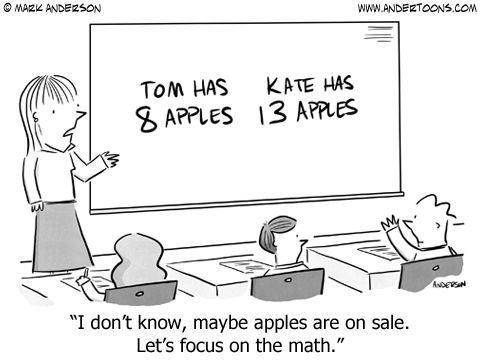 © MARK ANDERSON
WWW.ANDERTOONS.COM
TOM HAS
8 APPLES
KATE HAS
13 APPLES
ANDERSON
"I don't know, maybe apples are on sale.
Let's focus on the math."